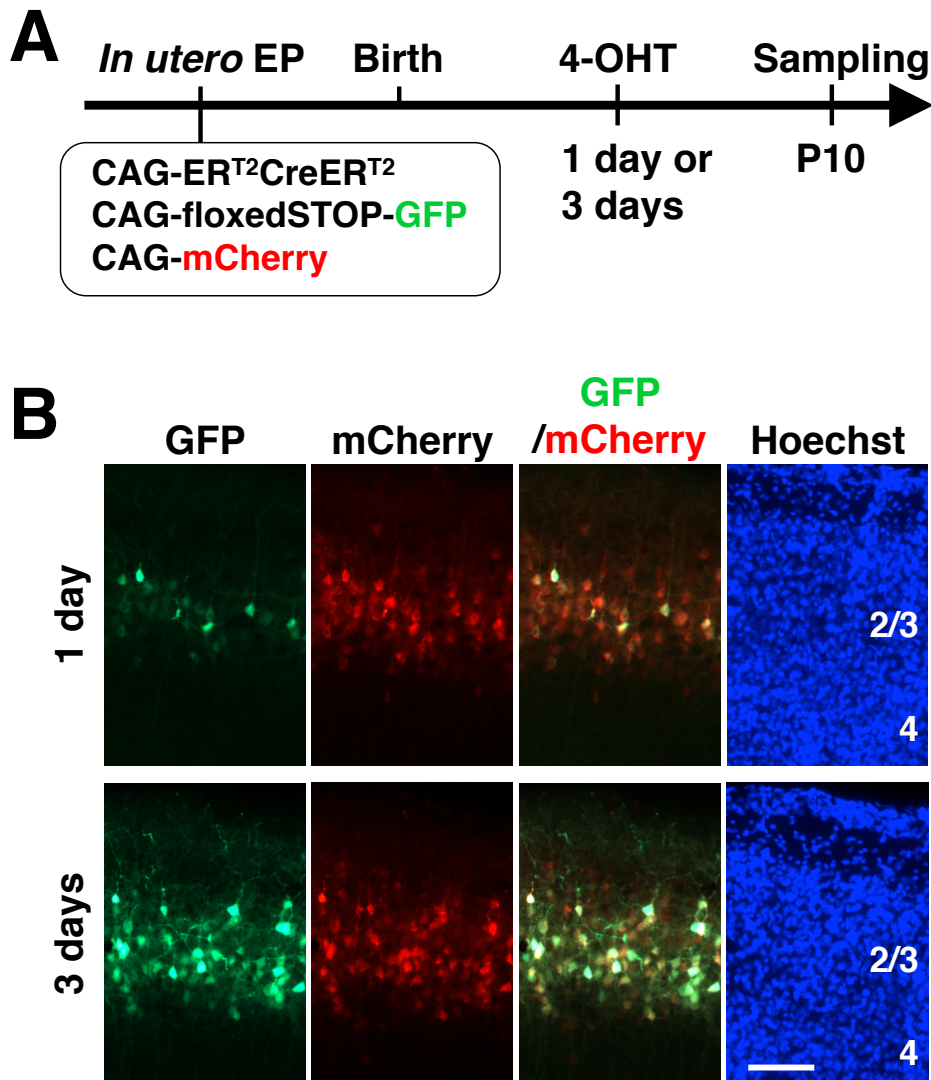 A
In utero EP Birth 4-OHT Sampling
1 day or P10
3 days
CAG-ERT2CreERT2
CAG-floxedSTOP-GFP
CAG-mCherry
B
GFP
GFP mCherry /mCherry Hoechst
1 day
2/3
4
3 days
2/3
4